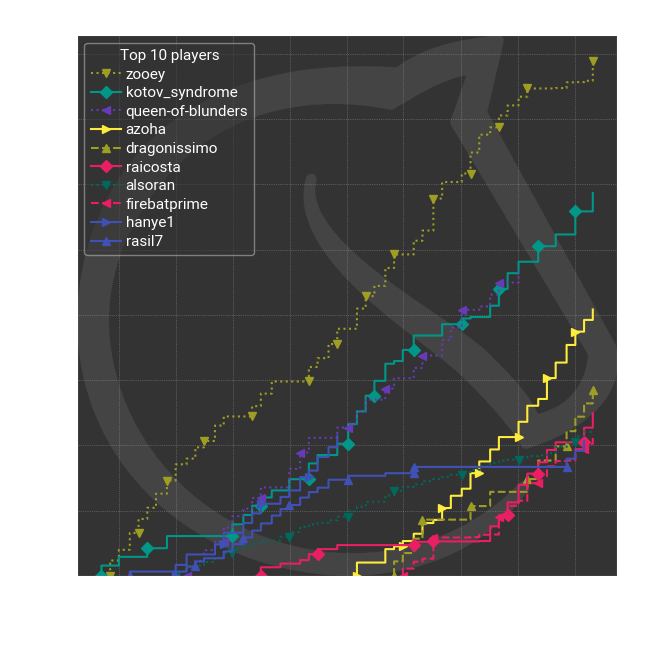 Top 10 players
zooey
kotov_syndrome
queen-of-blunders
azoha
dragonissimo
raicosta
alsoran
firebatprime
hanye1
rasil7